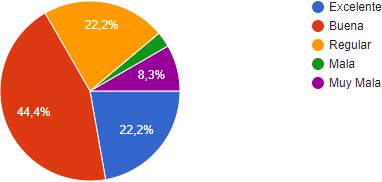 Excelente
Buena
Regular
Mala
Muy Mala
22,2%
8,3%
44,4%
22,2%